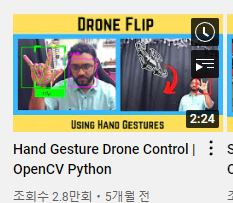 DRONE FLIP
USING HAND GESTURES
2:24
Hand Gesture Drone Control |
OpenCV Python
조회수 2.8만회 • 5개월 전
S
C
조